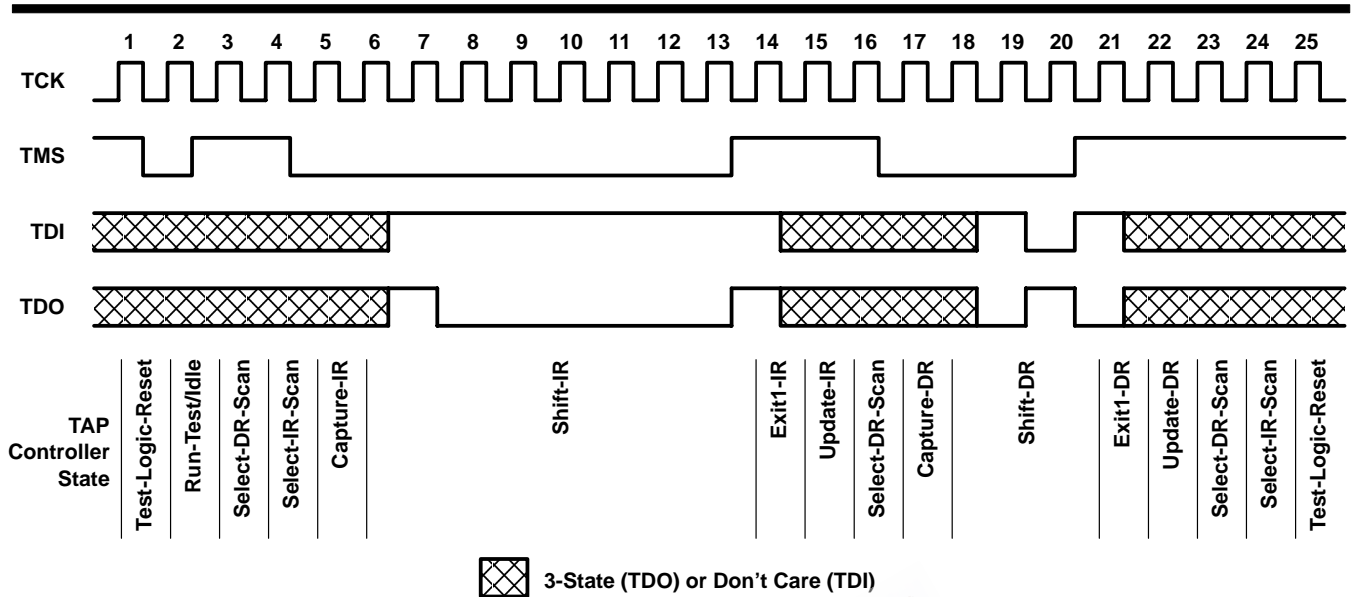 1 2 3 4 5 6 7 8 9 10 11 12 13 14 15 16 17 18 19 20 21 22 23 24 25
TCK
TMS
TDI
TDO
TAP
Controller
State
Test-Logic-Reset
Run-Test/Idle
Select-DR-Scan
Select-IR-Scan
Capture-IR
Shift-IR
Exit1-IR
Update-IR
Select-DR-Scan
Capture-DR
Shift-DR
Exit1-DR
Update-DR
Select-DR-Scan
Select-IR-Scan
Test-Logic-Reset
3-State (TDO) or Don’t Care (TDI)